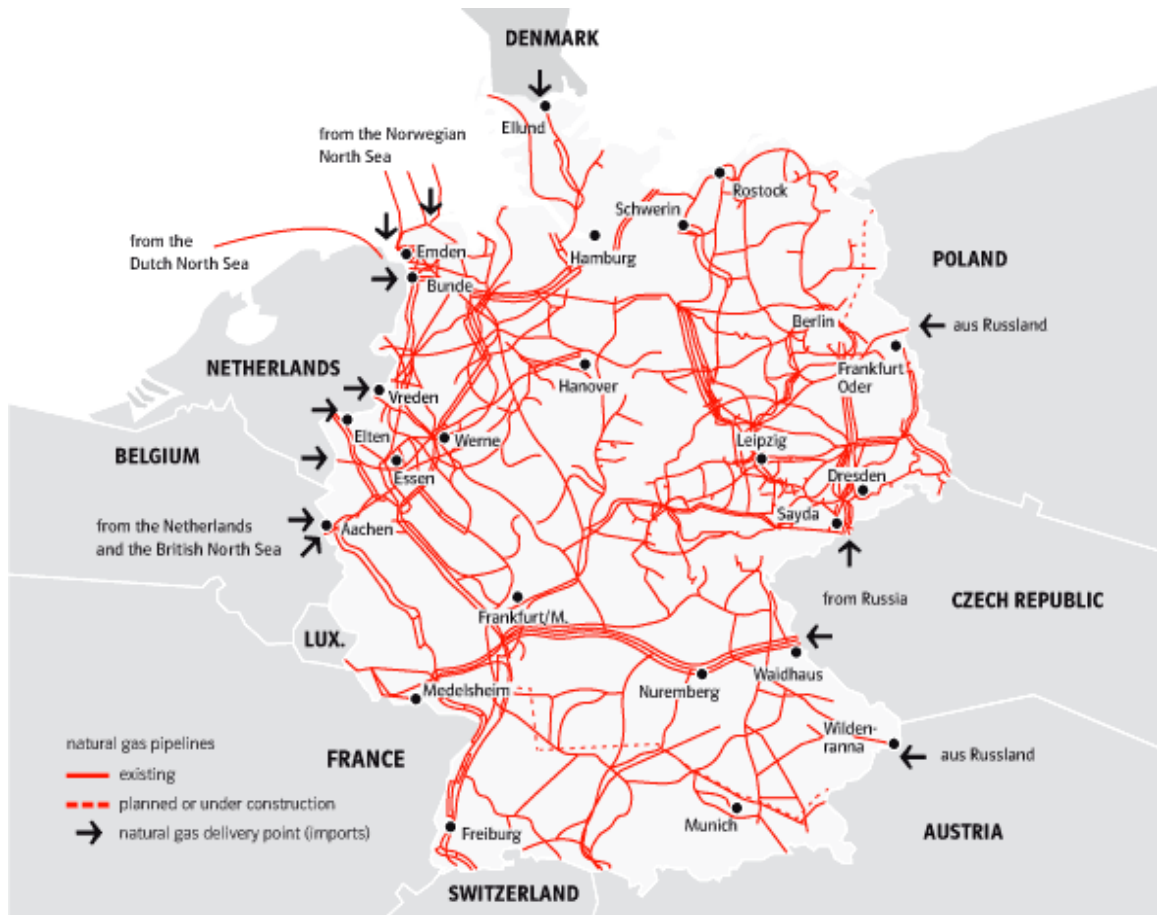 DENMARK
Ellund
from the Norwegian
North Sea
Rostock
Schwerin
from the
Dutch North Sea
Emden
Hamburg
POLAND
Bunde
Berlin
aus Russland
NETHERLANDS
Hanover
Frankfurt
Oder
Vreden
Elten
Werne
Leipzig
BELGIUM
Essen
Dresden
Sayda
from the Netherlands
and the British North Sea
Aachen
from Russia
CZECH REPUBLIC
Frankfurt/M.
LUX.
Waidhaus
Medelsheim
Nuremberg
Wilden-
ranna
natural gas pipelines
FRANCE
aus Russland
existing
planned or under construction
natural gas delivery point (imports)
Freiburg
Munich
AUSTRIA
SWITZERLAND